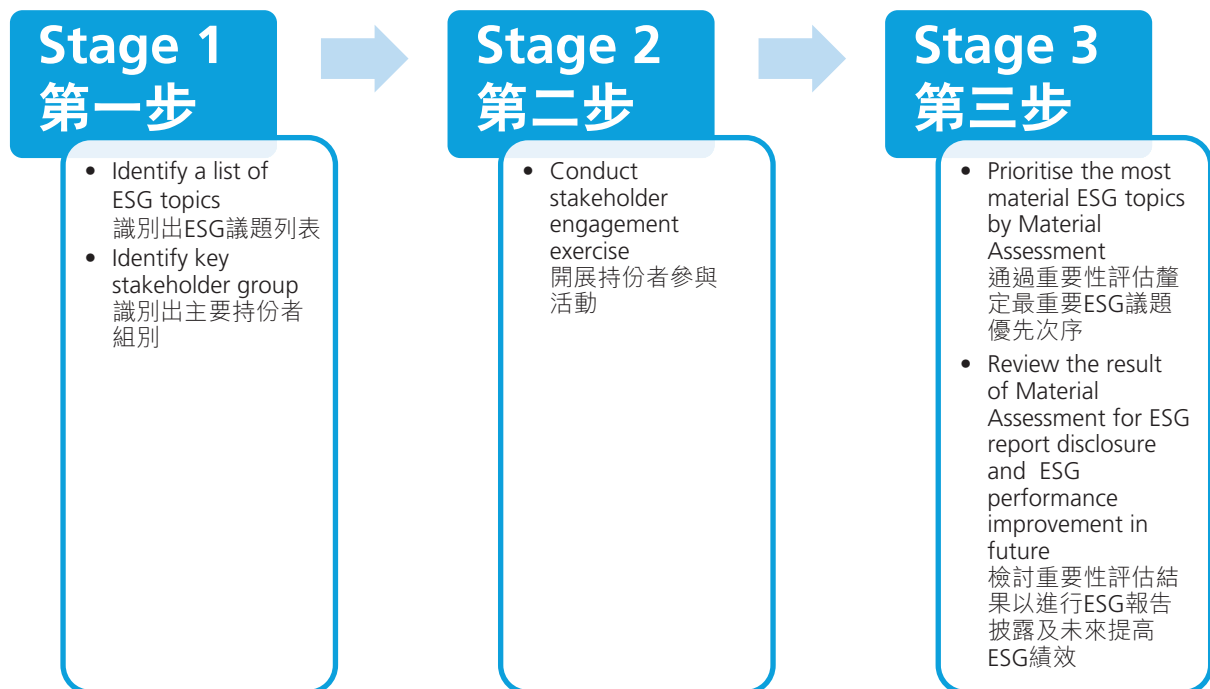 Stage 1
第一步
• Identify a list of
ESG topics
識別出ESG議題列表
• Identify key
stakeholder group
識別出主要持份者
組別
Stage 2
第二步
• Conduct
stakeholder
engagement
exercise
開展持份者參與
活動
Stage 3
第三步
• Prioritise the most
material ESG topics
by Material
Assessment
通過重要性評估釐
定最重要ESG議題
優先次序
• Review the result
of Material
Assessment for ESG
report disclosure
and ESG
performance
improvement in
future
檢討重要性評估結
果以進行ESG報告
披露及未來提高
ESG績效